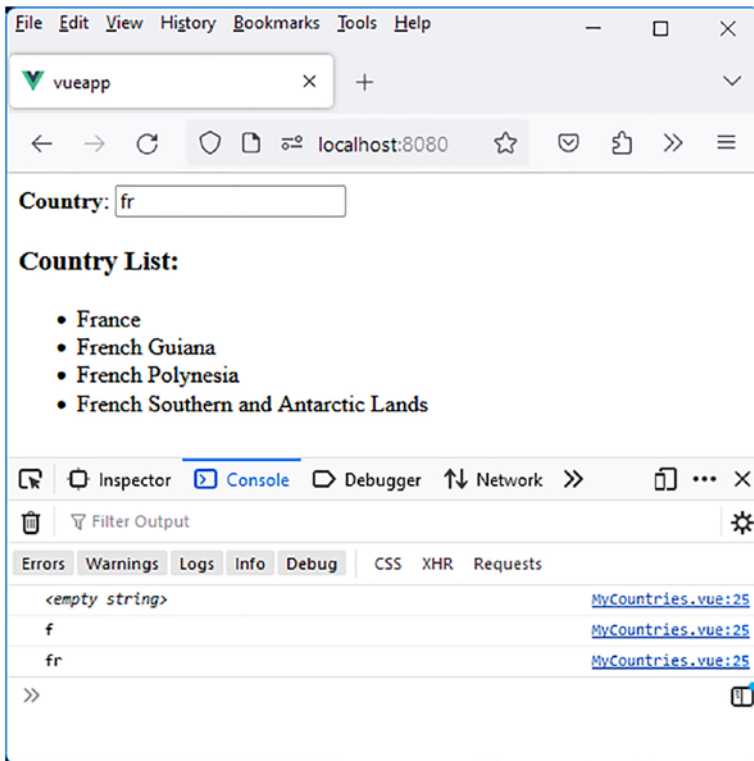 File Edit View History Bookmarks Tools Help
vueapp
localhost:8080
Country: fr
Country List:
• France
• French Guiana
• French Polynesia
• French Southern and Antarctic Lands
Inspector Console Debugger Network
Filter Output
Errors Warnings Logs Info Debug CSS XHR Requests
<empty string> MyCountries.vue:25
f MyCountries.vue:25
fr MyCountries.vue:25